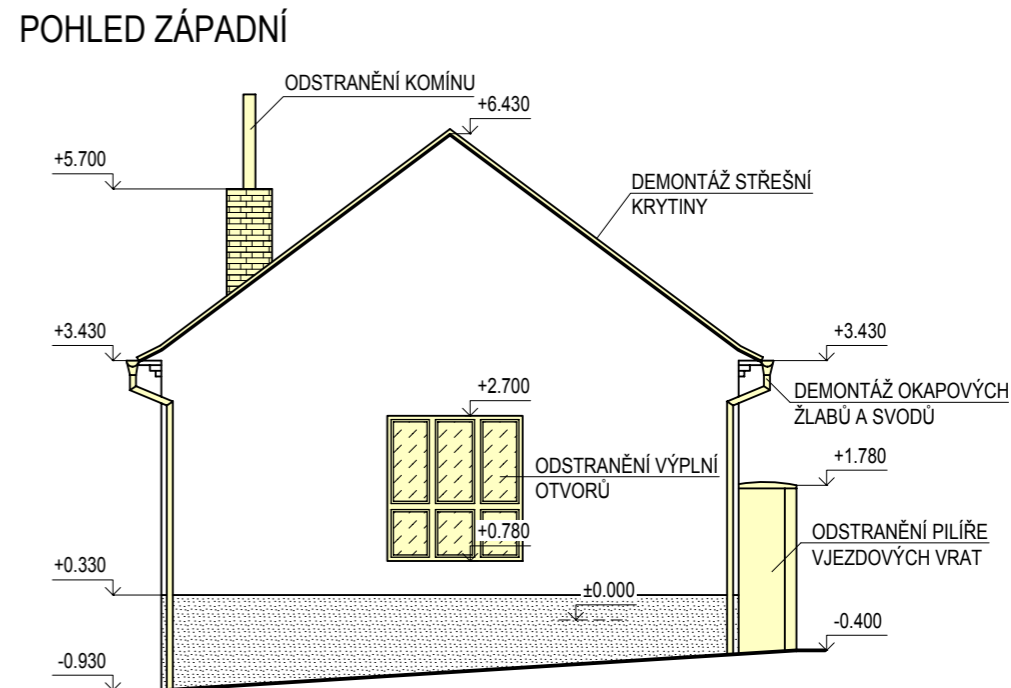 POHLED ZÁPADNÍ
ODSTRANĚNÍ KOMÍNU
+6.430
+5.700
DEMONTÁŽ STŘEŠNÍ
KRYTINY
+3.430
+3.430
+2.700
DEMONTÁŽ OKAPOVÝCH
ŽLABŮ A SVODŮ
+1.780
ODSTRANĚNÍ VÝPLNÍ
OTVORŮ
+0.780
ODSTRANĚNÍ PILÍŘE
VJEZDOVÝCH VRAT
+0.330
±0.000
-0.400
-0.930